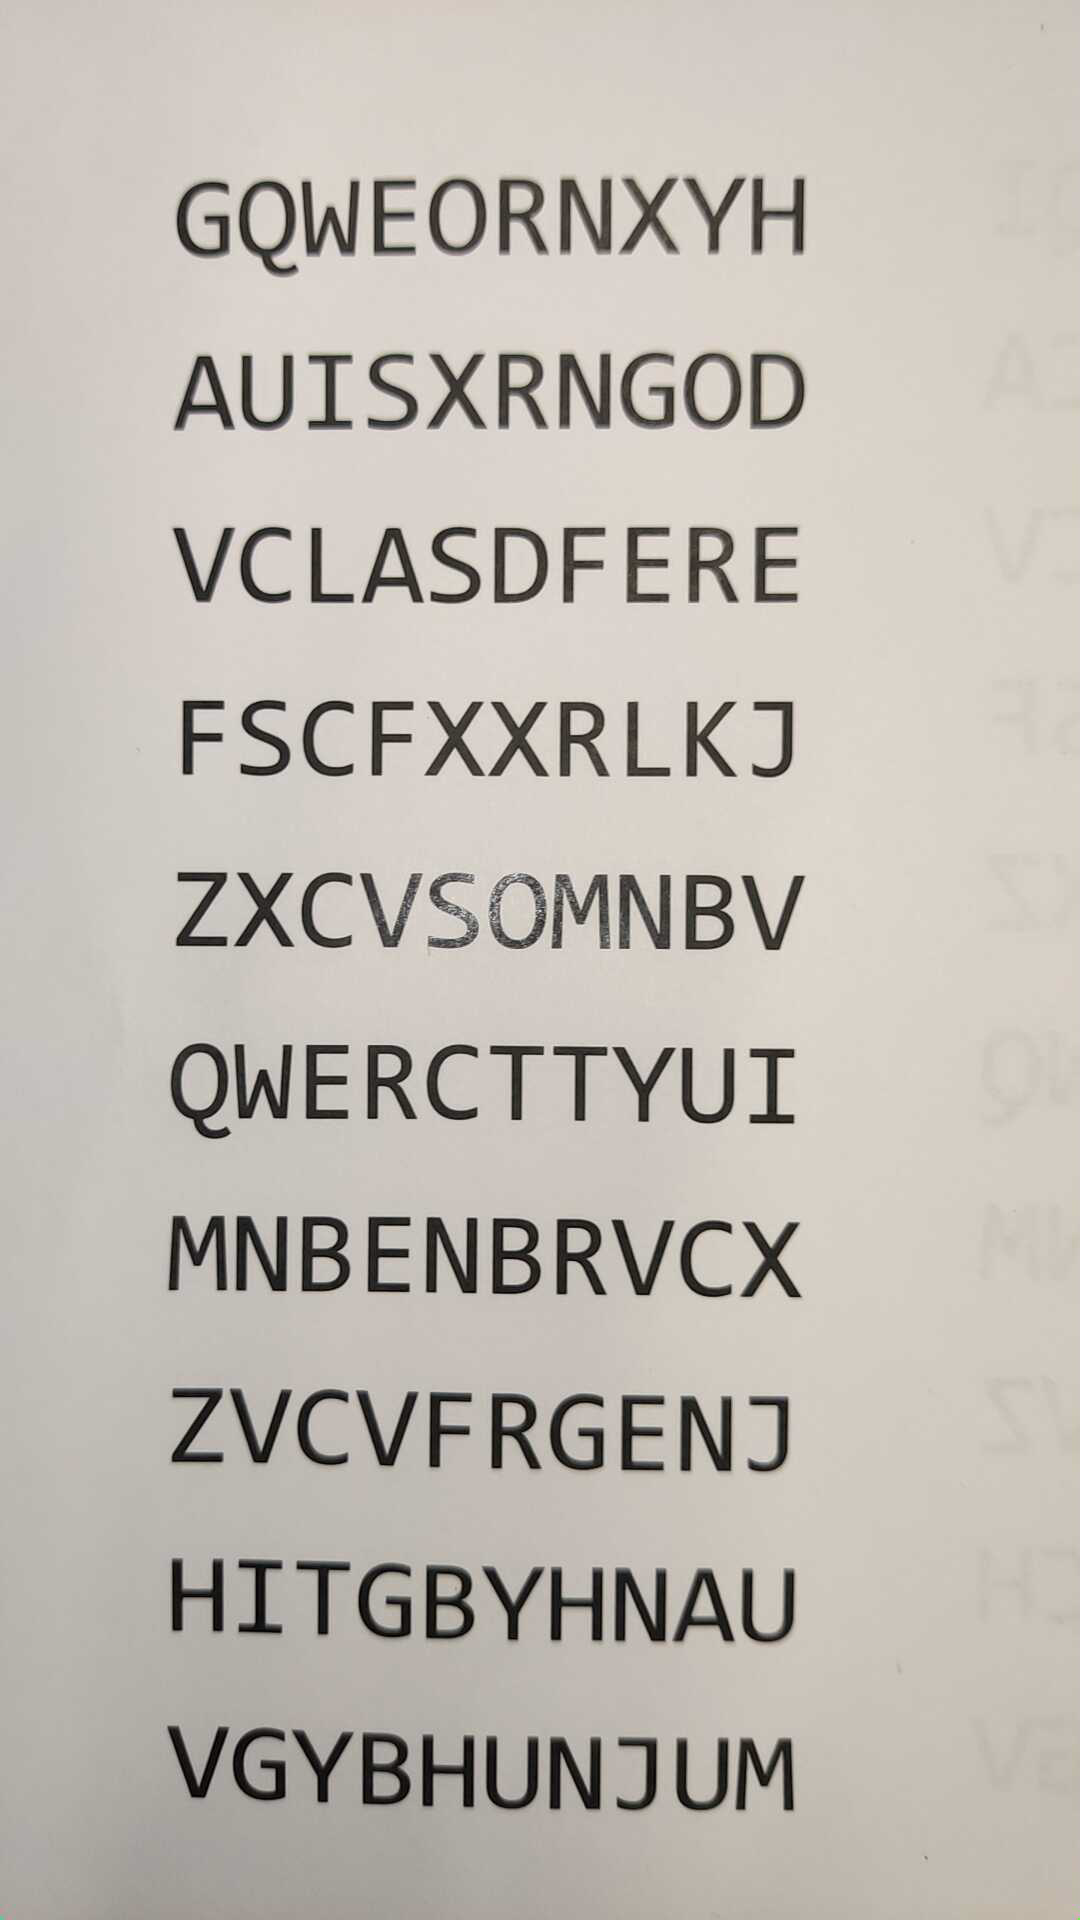 GQWEORNXYH
AUISXRNGOD
VCLASDFERE
FSCFXXRLKJ
ZXCVSOMNBV
QWERCTTYUI
MNBENBRVCX
ZVCVFRGENJ
HITGBYHNAU
VGYBHUNJUM